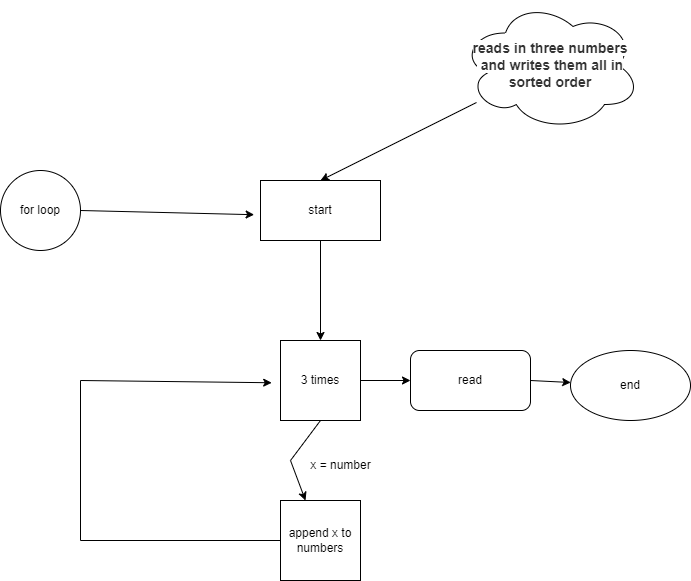 reads in three numbers
and writes them all in
sorted order
for loop
start
3 times
read
end
x = number
append x to
numbers